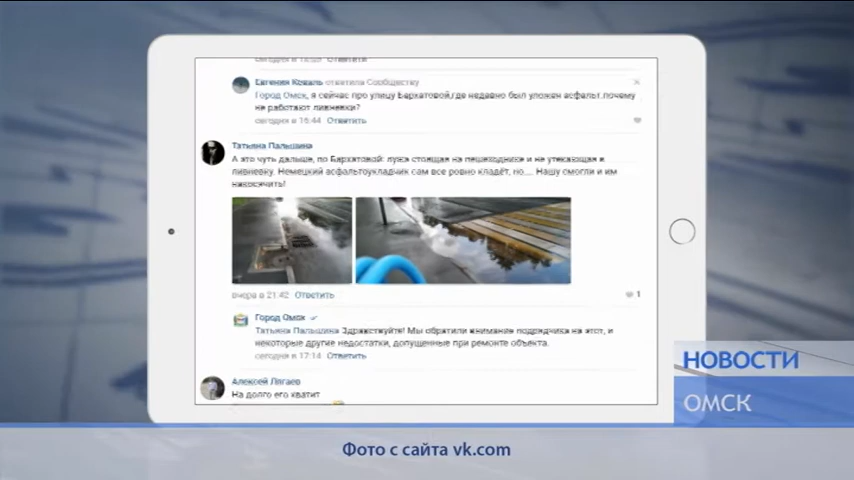 сегодня в 16:09 Ответить
Евгения Коваль ответила Сообществу
Город Омск, я сейчас про улицу Бархатовой,где недавно был уложен асфальт.почему
не работают ливневки?
сегодня в 16:44 Ответить
Татьяна Пальшина
А это чуть дальше, по Бархатовой: лужа стоящая на пешеходнике и не утекающая в
ливневку. Немецкий асфальтоукладчик сам все ровно кладёт, но.... Нашу смогли и им
накосячить!
вчера в 21:42 Ответить
1
Город Омск
Татьяна Пальшина Здравствуйте! Мы обратили внимание подрядчика на этот, и
некоторые другие недостатки, допущенные при ремонте объекта.
сегодня в 17:14 Ответить
Алексей Лягаев
На долго его хватит
НОВОСТИ
ОМСК
Фото с сайта vk.com